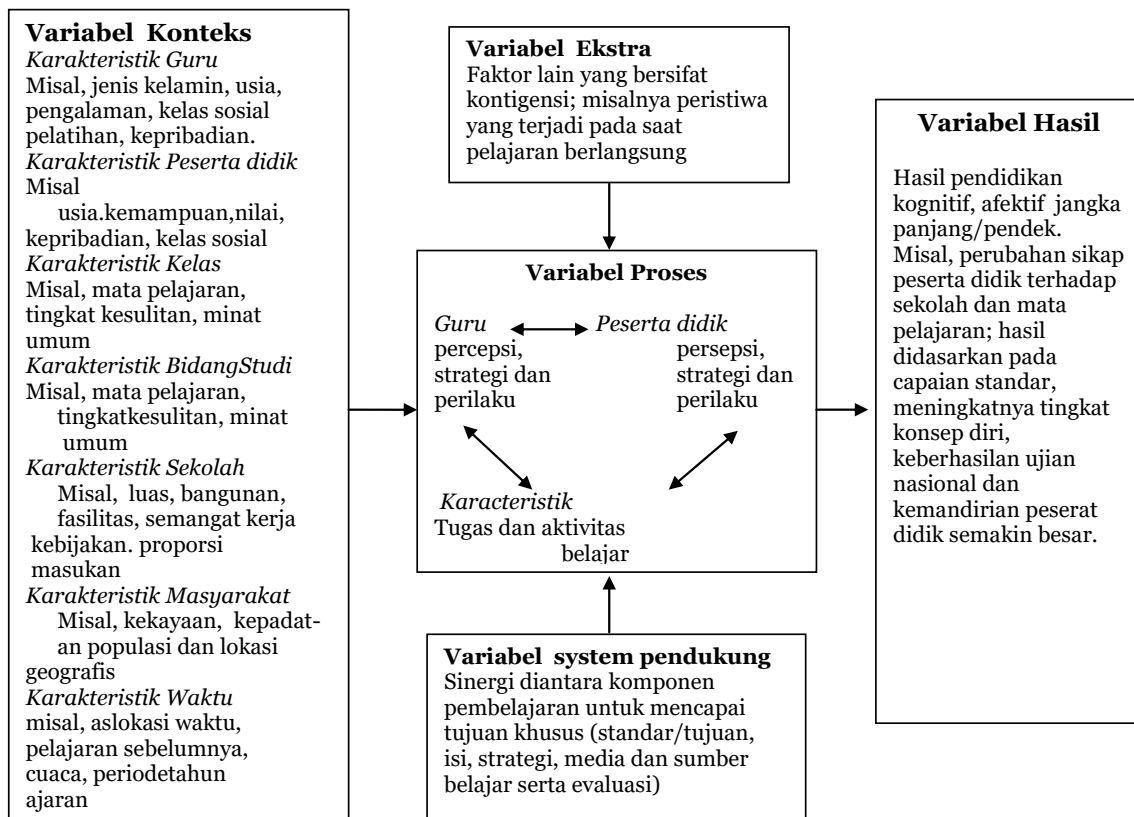 Variabel Konteks
Karakteristik Guru
Misal, jenis kelamin, usia,
pengalaman, kelas sosial
pelatihan, kepribadian.
Karakteristik Peserta didik
Misal
usia.kemampuan,nilai,
kepribadian, kelas sosial
Karakteristik Kelas
Misal, mata pelajaran,
tingkat kesulitan, minat
umum
Karakteristik BidangStudi
Misal, mata pelajaran,
tingkatkesulitan, minat
umum
Karakteristik Sekolah
Misal, luas, bangunan,
fasilitas, semangat kerja
kebijakan. proporsi
masukan
Karakteristik Masyarakat
Misal, kekayaan, kepadat-
an populasi dan lokasi
geografis
Karakteristik Waktu
misal, aslokasi waktu,
pelajaran sebelumnya,
cuaca, periodetahun
ajaran
Variabel Ekstra
Faktor lain yang bersifat
kontigensi; misalnya peristiwa
yang terjadi pada saat
pelajaran berlangsung
Variabel Proses
Guru Peserta didik
percepsi, persepsi,
strategi dan strategi dan
perilaku perilaku
Karacteristik
Tugas dan aktivitas
belajar
Variabel system pendukung
Sinergi diantara komponen
pembelajaran untuk mencapai
tujuan khusus (standar/tujuan,
isi, strategi, media dan sumber
belajar serta evaluasi)
Variabel Hasil
Hasil pendidikan
kognitif, afektif jangka
panjang/pendek.
Misal, perubahan sikap
peserta didik terhadap
sekolah dan mata
pelajaran; hasil
didasarkan pada
capaian standar,
meningkatnya tingkat
konsep diri,
keberhasilan ujian
nasional dan
kemandirian peserat
didik semakin besar.